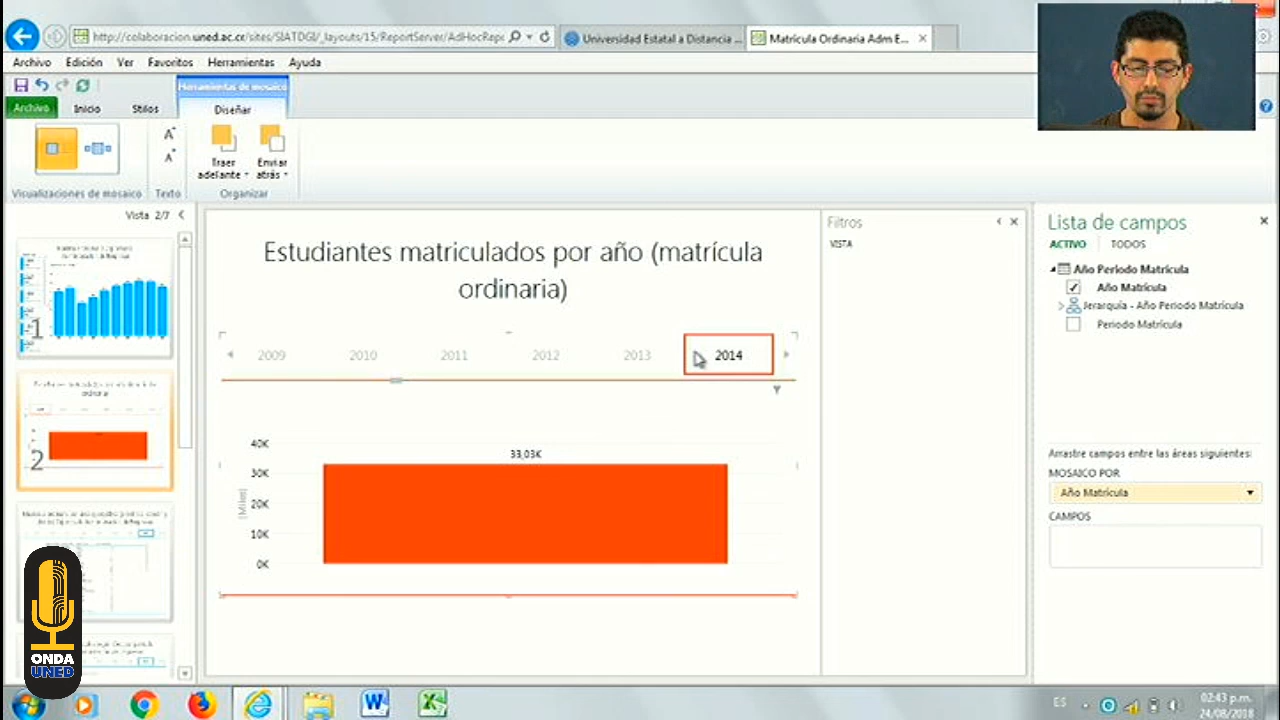 http://colaboracion.uned.ac.cr/sites/SIATDGI/_layouts/15/ReportServer/AdHocRepo
Universidad Estatal a Distancia ...
Matrícula Ordinaria Adm E...
Archivo Edición Ver Favoritos Herramientas Ayuda
Herramientas de mosaico
Archivo Inicio Stilos Diseñar
A
A
Traer adelante
Enviar atrás
Visualizaciones de mosaico Texto Organizar
Vista 2/7
1
2
Estudiantes matriculados por año (matrícula
ordinaria)
2009 2010 2011 2012 2013 2014
33,03K
40K
30K
20K
10K
0K
(Miles)
Filtros
VISTA
Lista de campos
ACTIVO TODOS
Año Periodo Matrícula
Año Matrícula
Jerarquía - Año Periodo Matrícula
Periodo Matrícula
Arrastre campos entre las áreas siguientes:
MOSAICO POR
Año Matrícula
CAMPOS
ONDA
UNED
ES
02:43 p.m.
24/08/2018